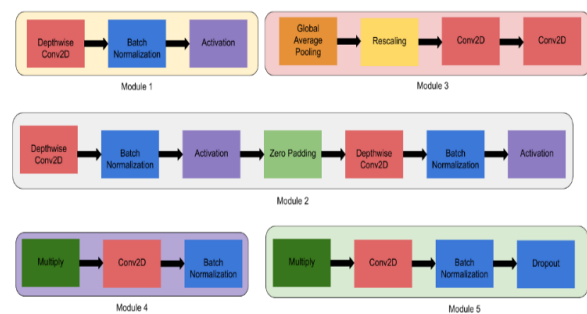 Depthwise
Conv2D
Batch
Normalization
Activation
Module 1
Global
Average
Pooling
Rescaling
Conv2D
Conv2D
Module 3
Depthwise
Conv2D
Batch
Normalization
Activation
Zero Padding
Depthwise
Conv2D
Batch
Normalization
Activation
Module 2
Multiply
Conv2D
Batch
Normalization
Module 4
Multiply
Conv2D
Batch
Normalization
Dropout
Module 5